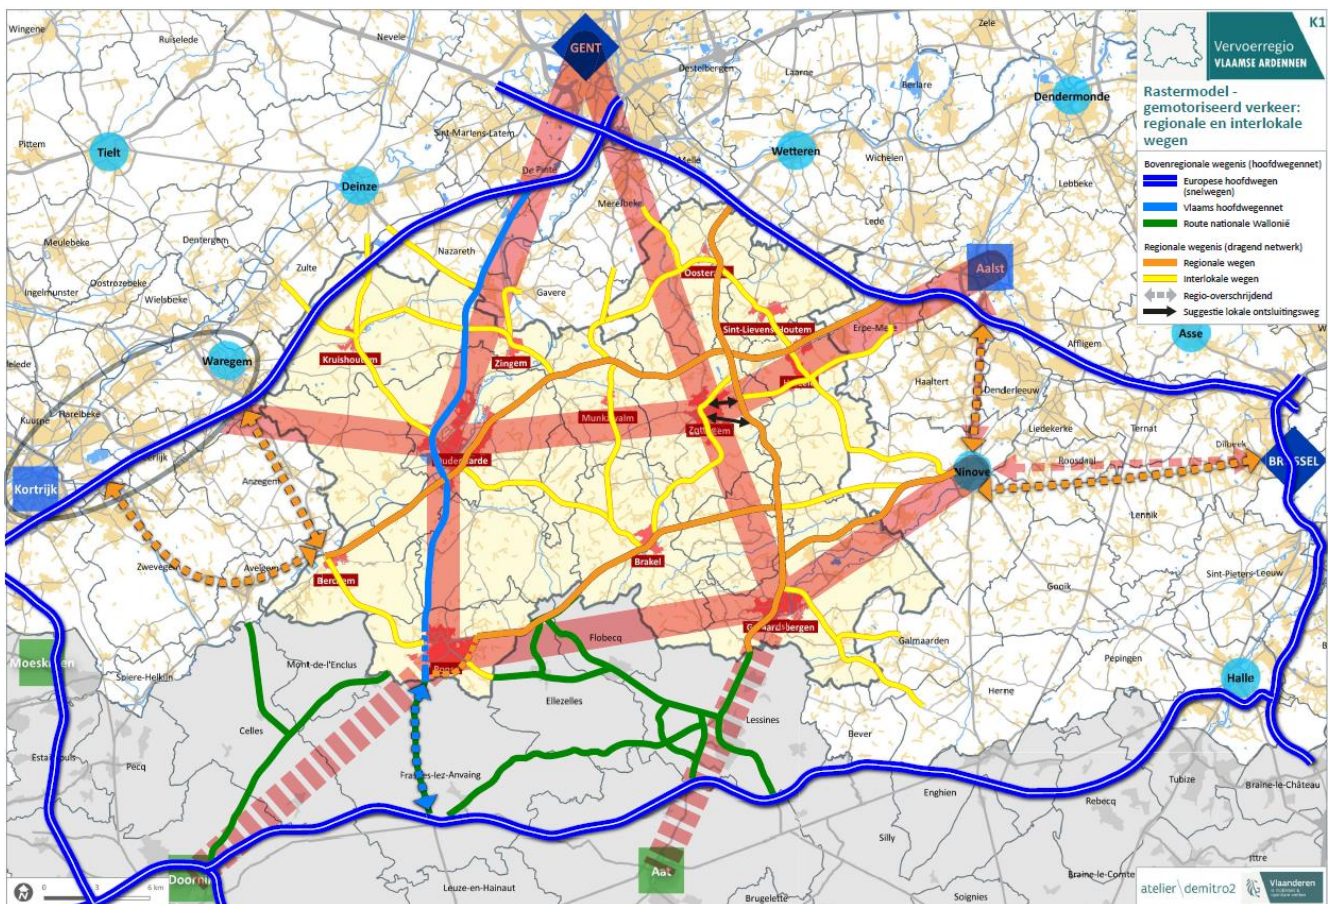 K1
Vervoerregio
VLAAMSE ARDENNEN
Rastermodel -
gemotoriseerd verkeer:
regionale en interlokale
wegen
Bovenregionale wegenis (hoofdwegennet)
Europese hoofdwegen
(snelwegen)
Vlaams hoofdwegennet
Route nationale Wallonië
Regionale wegenis (dragend netwerk)
Regionale wegen
Interlokale wegen
Regio-overschrijdend
Suggestie lokale ontsluitingsweg
Wingene
Ruiselede
Nevele
GENT
Destelbergen
Laarne
Zele
Berlare
Dendermonde
Pittem
Tielt
Sint-Martens-Latem
Deinze
De Pinte
Melle
Wetteren
Wichelen
Lebbeke
Merelbeke
Lede
Meulebeke
Dentergem
Nazareth
Zulte
Oostrozebeke
Ingelmunster
Wielsbeke
Gavere
Aalst
Sint-Lievens-Houtem
Erpe-Mere
Affligem
Asse
Waregem
Kruishoutem
Zingem
Haaltert
Denderleeuw
Kuurne
Harelbeke
Munkzwalm
Zottegem
Liedekerke
Ternat
Dilbeek
Roosdaal
BRUSSEL
Kortrijk
Anzegem
Ninove
Lennik
Zwevegem
Avelgem
Berchem
Brakel
Gooik
Sint-Pieters-Leeuw
Geraardsbergen
Galmaarden
Flobecq
Pepingen
Mont-de-l'Enclus
Spiere-Helkijn
Halle
Herne
Ellezelles
Lessines
Celles
Bever
Pecq
Frasnes-lez-Anvaing
Enghien
Tubize
Braine-le-Château
Rebecq
Silly
Ittre
Aat
Leuze-en-Hainaut
Brugelette
Soignies
Braine-le-Comte
0 3 6 km
atelier\demitro2
Vlaanderen